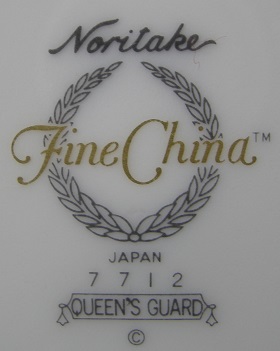 Noritake
Fine China™
JAPAN
7712
QUEEN'S GUARD
©